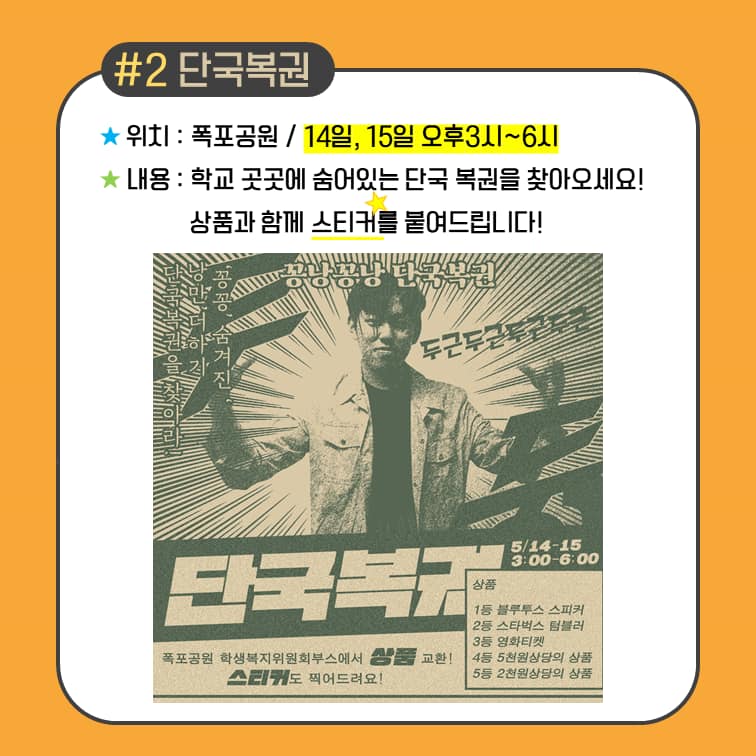 #2 단국복권
위치 : 폭포공원 / 14일, 15일 오후3시~6시
내용 : 학교 곳곳에 숨어있는 단국 복권을 찾아오세요!
상품과 함께 스티커를 붙여드립니다!
꽁냥꽁냥 단국복권
꽁꽁 숨겨진,
낭만더하기
단국복권을 찾아라!
두근두근두근두근
단국복권
5/14-15
3:00-6:00
상품
1등 블루투스 스피커
2등 스타벅스 텀블러
3등 영화티켓
4등 5천원상당의 상품
5등 2천원상당의 상품
폭포공원 학생복지위원회부스에서 상품 교환!
스티커도 찍어드려요!